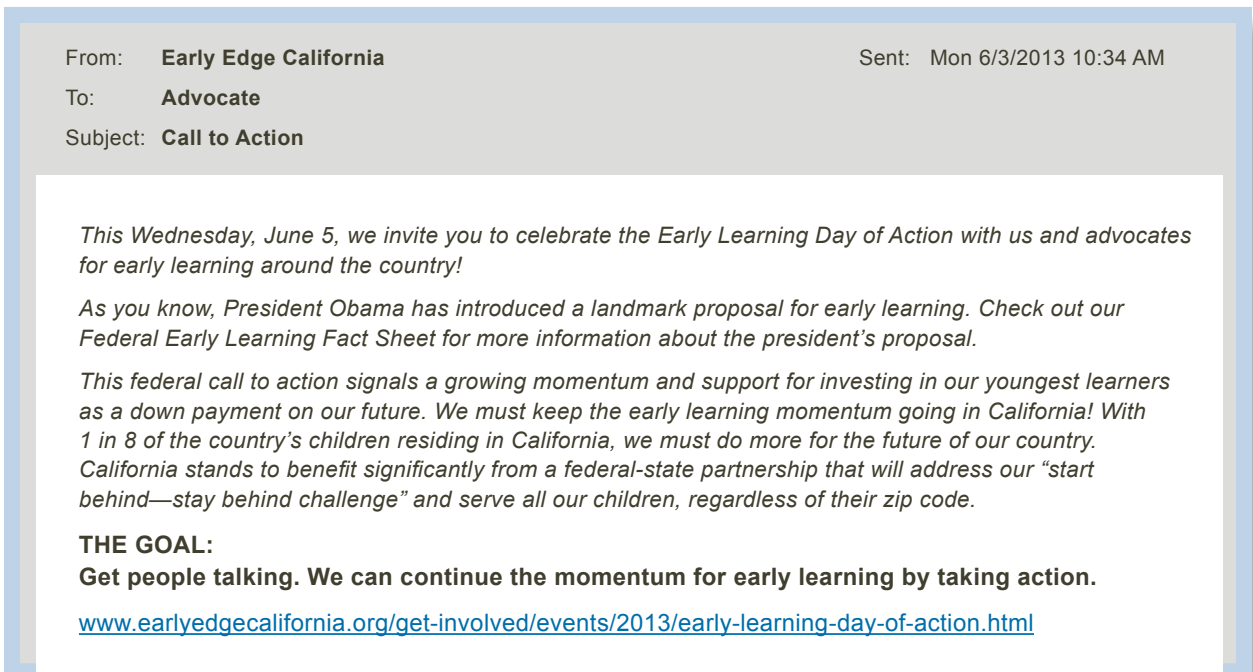 From: Early Edge California Sent: Mon 6/3/2013 10:34 AM
To: Advocate
Subject: Call to Action
This Wednesday, June 5, we invite you to celebrate the Early Learning Day of Action with us and advocates
for early learning around the country!
As you know, President Obama has introduced a landmark proposal for early learning. Check out our
Federal Early Learning Fact Sheet for more information about the president’s proposal.
This federal call to action signals a growing momentum and support for investing in our youngest learners
as a down payment on our future. We must keep the early learning momentum going in California! With
1 in 8 of the country’s children residing in California, we must do more for the future of our country.
California stands to benefit significantly from a federal-state partnership that will address our “start
behind—stay behind challenge” and serve all our children, regardless of their zip code.
THE GOAL:
Get people talking. We can continue the momentum for early learning by taking action.
www.earlyedgecalifornia.org/get-involved/events/2013/early-learning-day-of-action.html